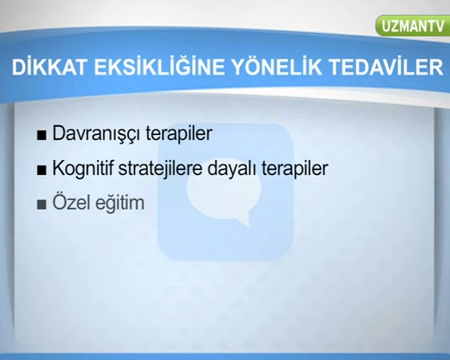 UZMANTV
DİKKAT EKSİKLİĞİNE YÖNELİK TEDAVİLER
■ Davranışçı terapiler
■ Kognitif stratejilere dayalı terapiler
■ Özel eğitim